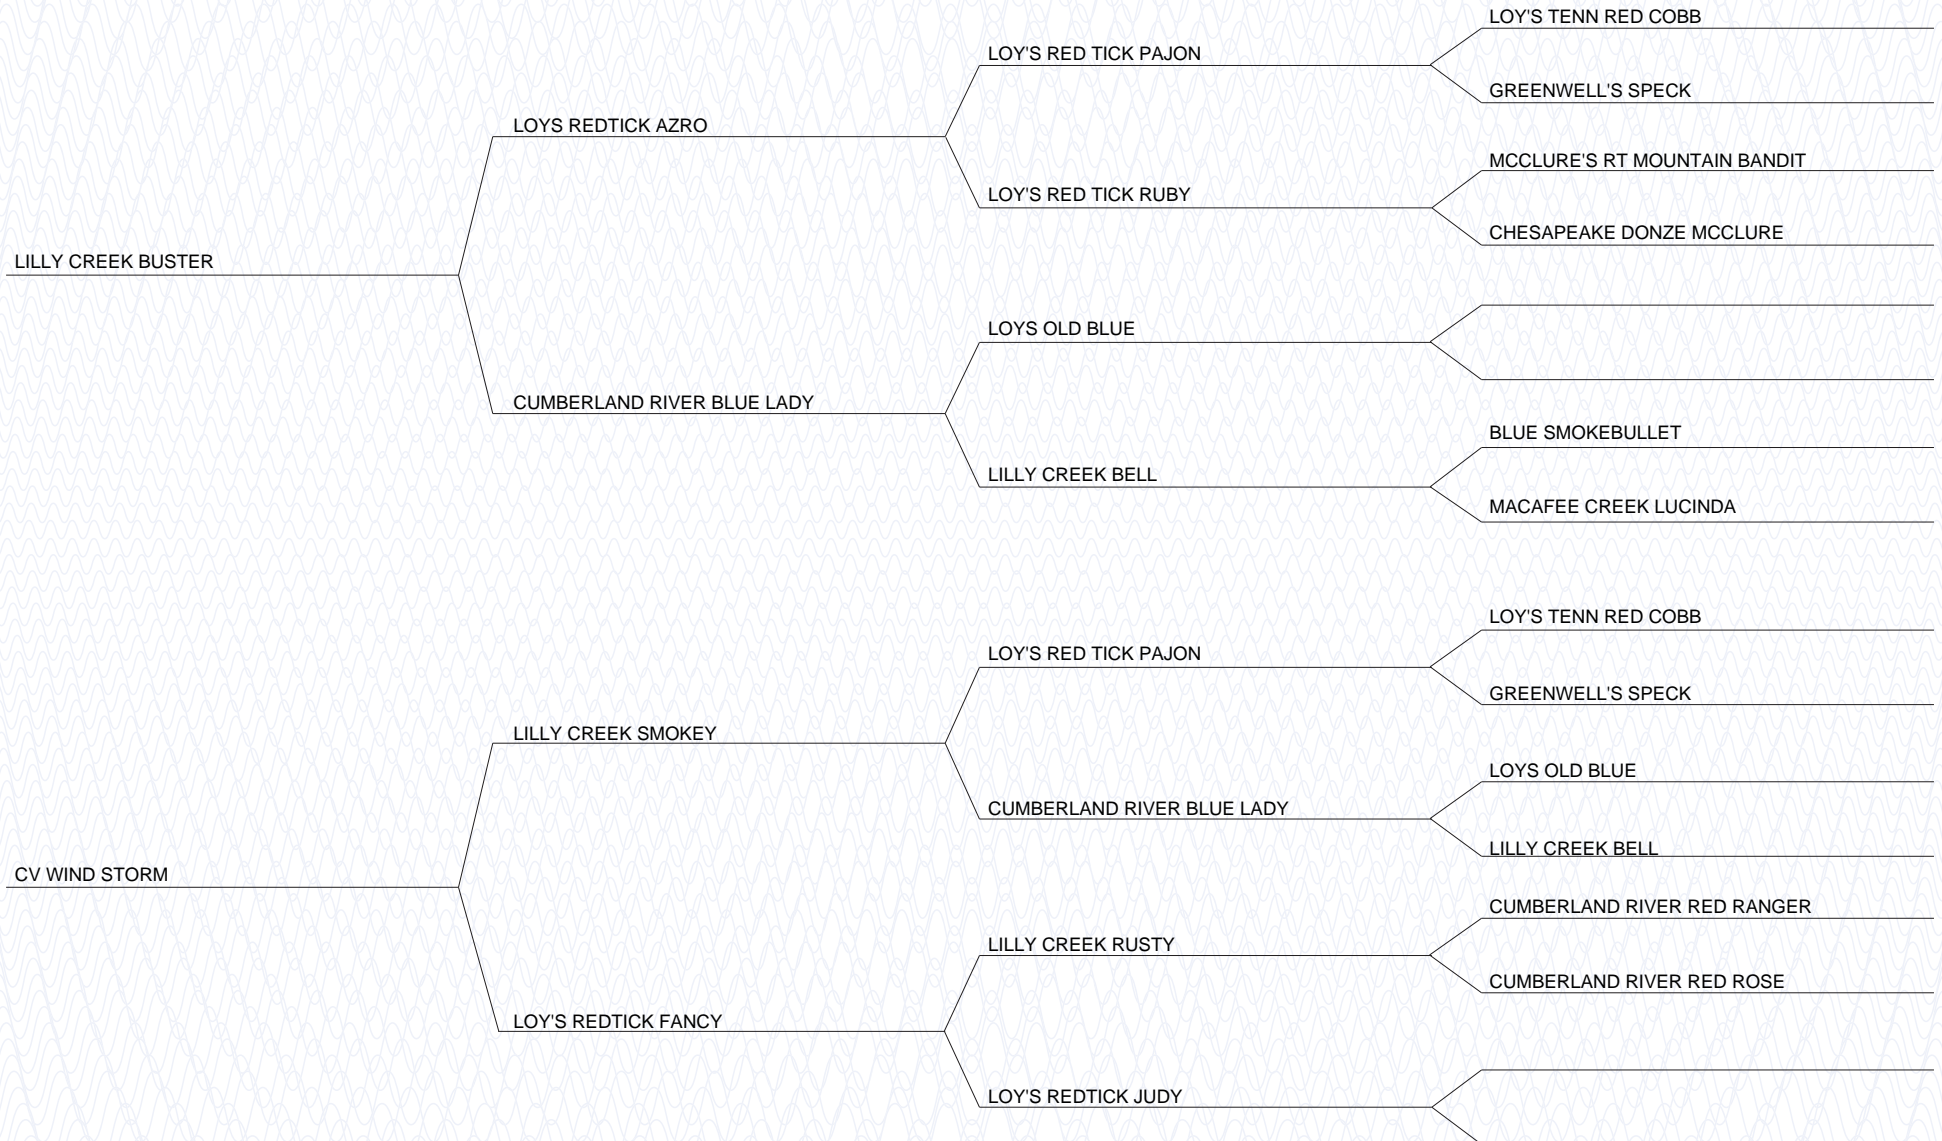 LOY'S TENN RED COBB
LOY'S RED TICK PAJON
GREENWELL'S SPECK
LOYS REDTICK AZRO
MCCLURE'S RT MOUNTAIN BANDIT
LOY'S RED TICK RUBY
CHESAPEAKE DONZE MCCLURE
LILLY CREEK BUSTER
LOYS OLD BLUE
CUMBERLAND RIVER BLUE LADY
BLUE SMOKEBULLET
LILLY CREEK BELL
MACAFEE CREEK LUCINDA
LOY'S TENN RED COBB
LOY'S RED TICK PAJON
GREENWELL'S SPECK
LILLY CREEK SMOKEY
LOYS OLD BLUE
CUMBERLAND RIVER BLUE LADY
LILLY CREEK BELL
CV WIND STORM
CUMBERLAND RIVER RED RANGER
LILLY CREEK RUSTY
CUMBERLAND RIVER RED ROSE
LOY'S REDTICK FANCY
LOY'S REDTICK JUDY